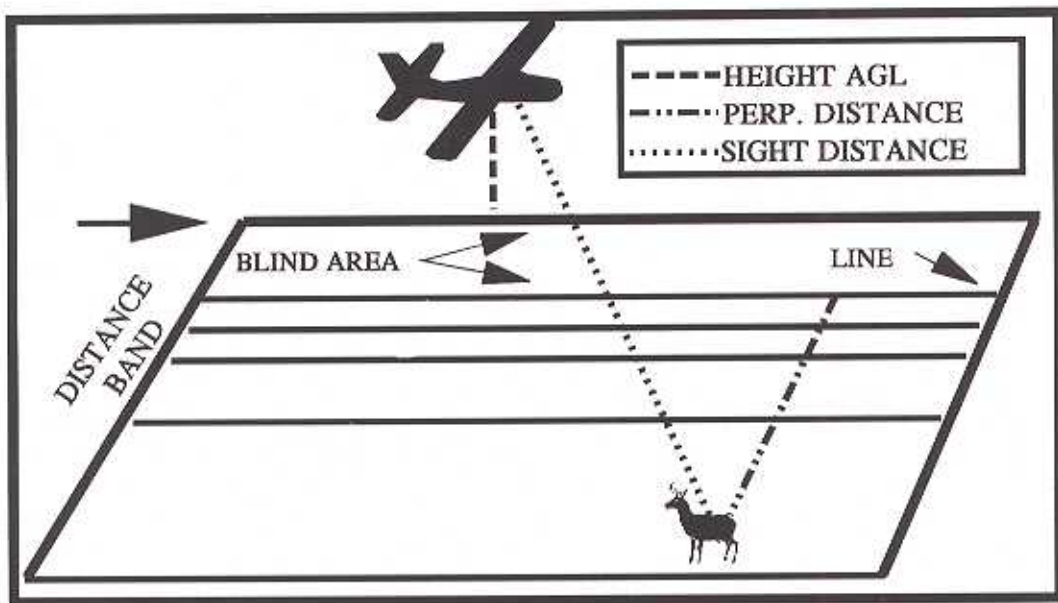 HEIGHT AGL
PERP. DISTANCE
SIGHT DISTANCE
BLIND AREA
LINE
DISTANCE
BAND